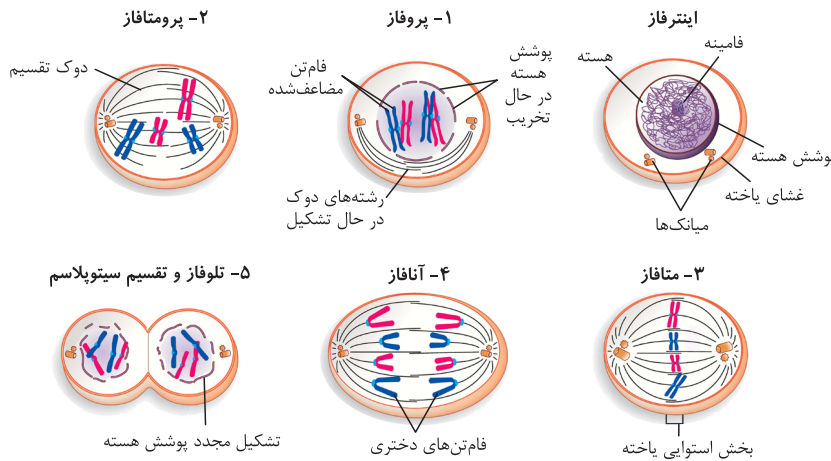 اینترفاز
فامینه
هسته
پوشش هسته
غشای یاخته
میانک‌ها
۱- پروفاز
پوشش
هسته
در حال
تخریب
فام‌تن
مضاعف‌شده
رشته‌های دوک
در حال تشکیل
۲- پرومتافاز
دوک تقسیم
۳- متافاز
بخش استوایی یاخته
۴- آنافاز
فام‌تن‌های دختری
۵- تلوفاز و تقسیم سیتوپلاسم
تشکیل مجدد پوشش هسته